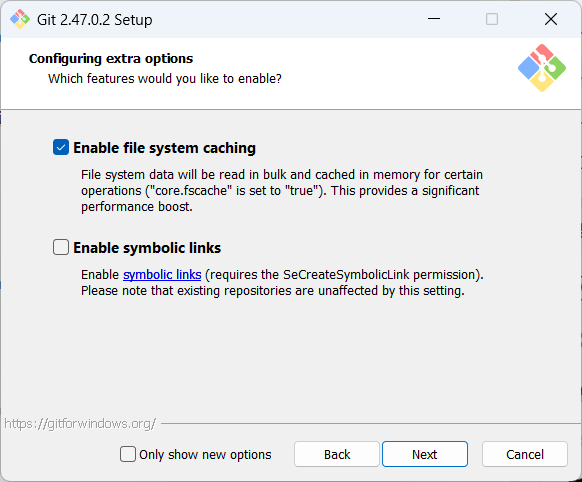 Git 2.47.0.2 Setup
Configuring extra options
Which features would you like to enable?
Enable file system caching
File system data will be read in bulk and cached in memory for certain
operations ("core.fscache" is set to "true"). This provides a significant
performance boost.
Enable symbolic links
Enable symbolic links (requires the SeCreateSymbolicLink permission).
Please note that existing repositories are unaffected by this setting.
https://gitforwindows.org/
Only show new options
Back
Next
Cancel